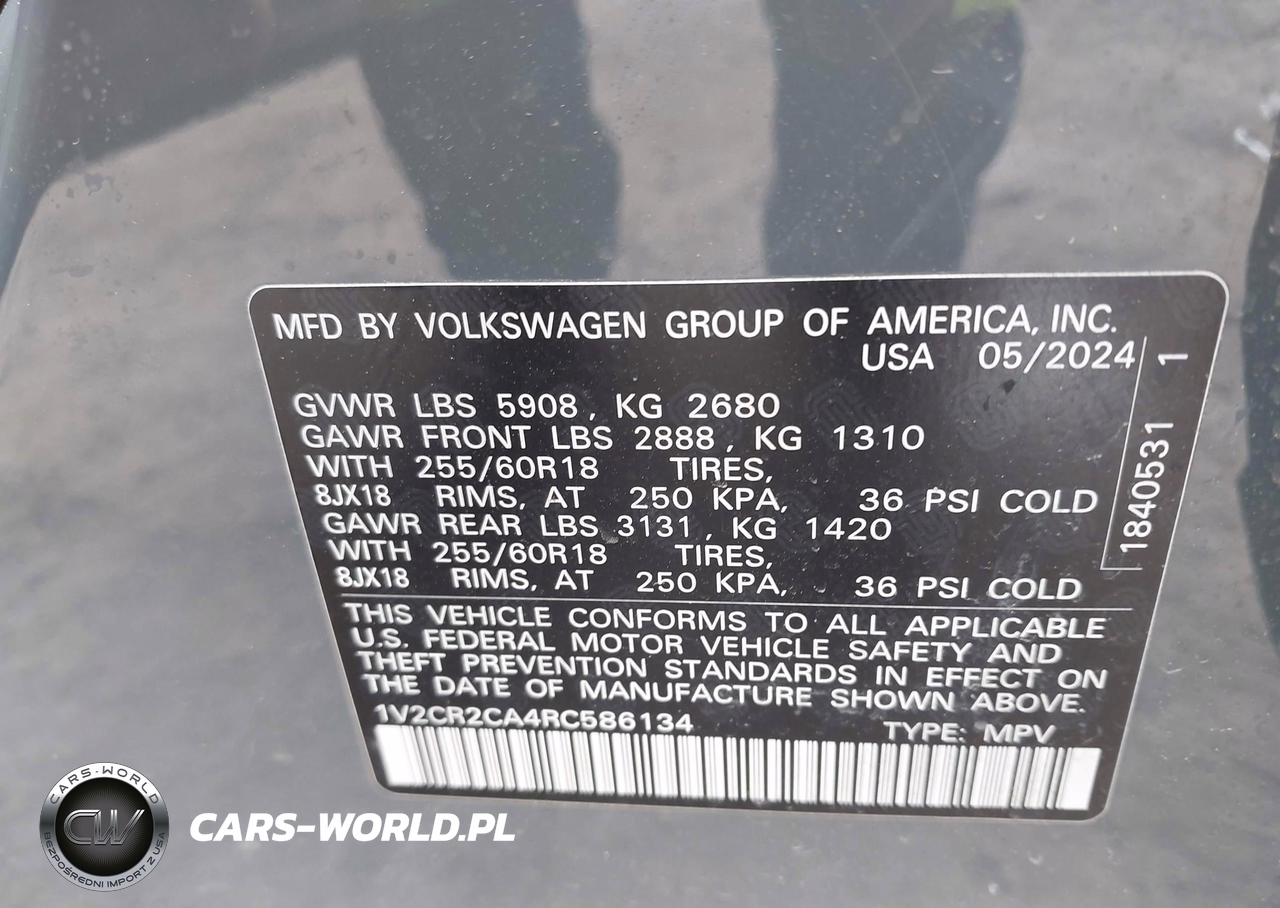 MFD BY VOLKSWAGEN GROUP OF AMERICA, INC.
USA 05/2024
GVWR LBS 5908, KG 2680
GAWR FRONT LBS 2888, KG 1310
WITH 255/60R18 TIRES,
8JX18 RIMS, AT 250 KPA, 36 PSI COLD
GAWR REAR LBS 3131, KG 1420
WITH 255/60R18 TIRES,
8JX18 RIMS, AT 250 KPA, 36 PSI COLD
1840531 1
THIS VEHICLE CONFORMS TO ALL APPLICABLE
U.S. FEDERAL MOTOR VEHICLE SAFETY AND
THEFT PREVENTION STANDARDS IN EFFECT ON
THE DATE OF MANUFACTURE SHOWN ABOVE.
1V2CR2CA4RC586134 TYPE: MPV
CARS-WORLD
CW
BEZPOŚREDNI IMPORT Z USA
CARS-WORLD.PL